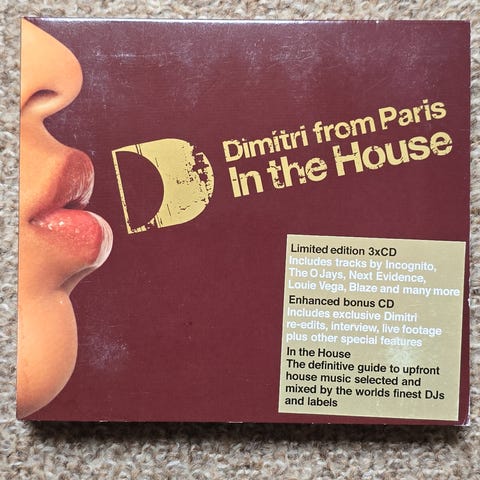 Dimitri from Paris
In the House
Limited edition 3xCD
Includes tracks by Incognito,
The O Jays, Next Evidence,
Louie Vega, Blaze and many more
Enhanced bonus CD
Includes exclusive Dimitri
re-edits, interview, live footage
plus other special features
In the House
The definitive guide to upfront
house music selected and
mixed by the worlds finest DJs
and labels